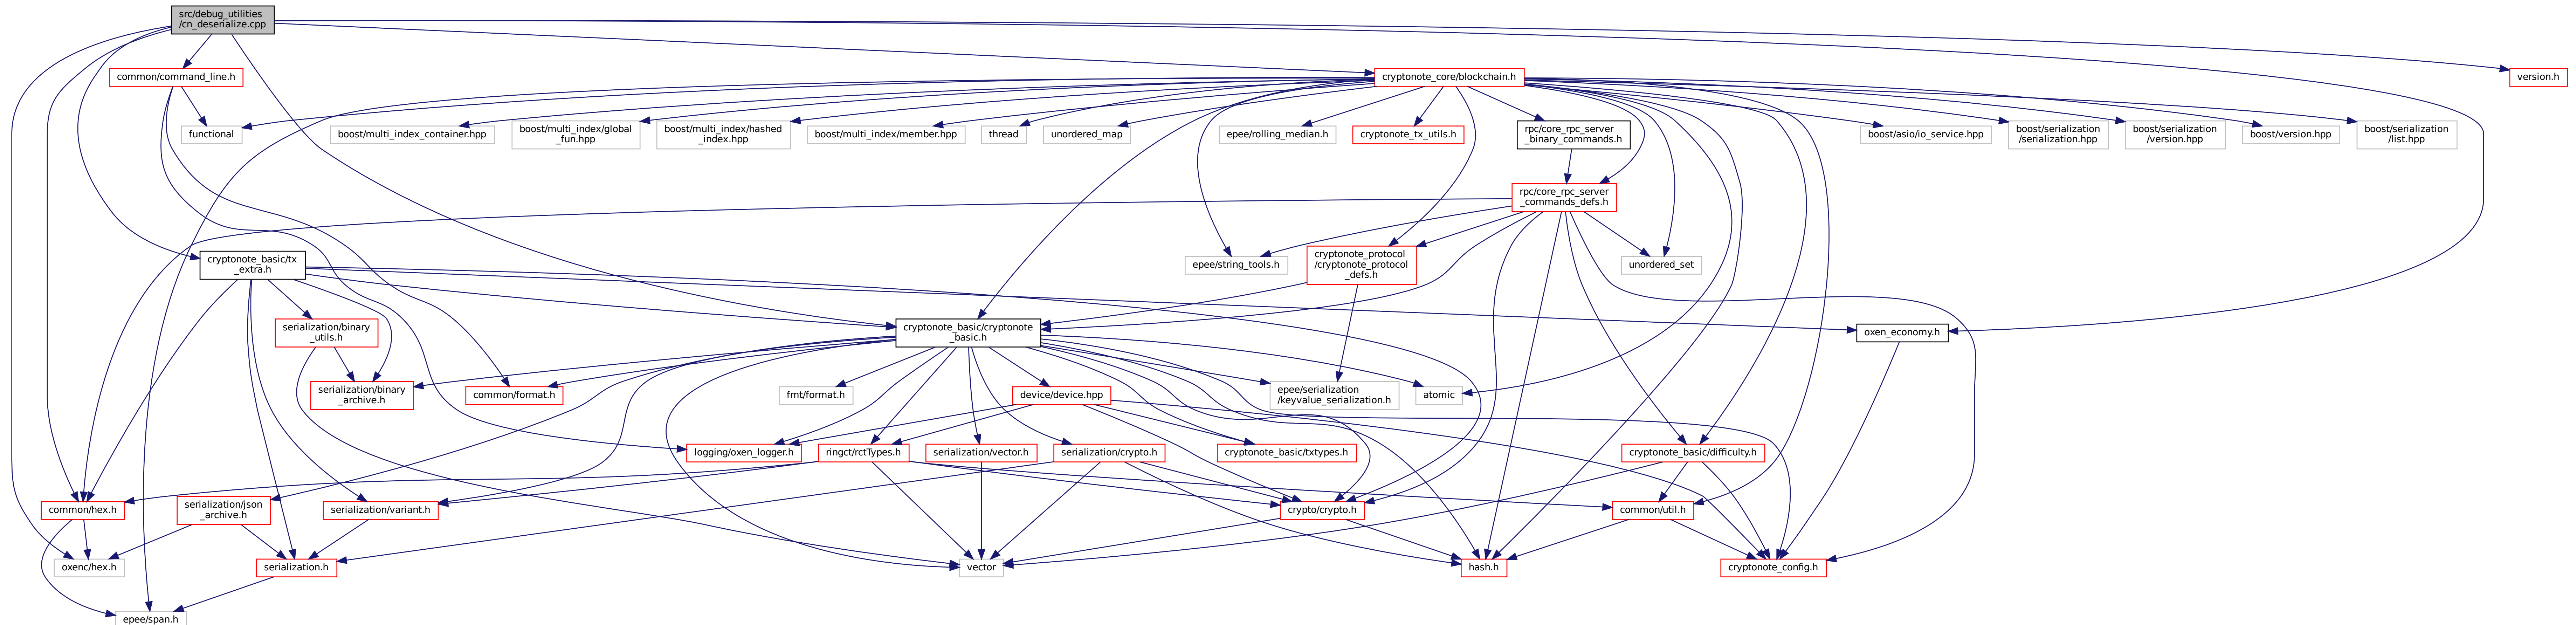 src/debug_utilities
/cn_deserialize.cpp
common/command_line.h
cryptonote_core/blockchain.h
version.h
functional
boost/multi_index_container.hpp
boost/multi_index/global
_fun.hpp
boost/multi_index/hashed
_index.hpp
boost/multi_index/member.hpp
thread
unordered_map
epee/rolling_median.h
cryptonote_tx_utils.h
rpc/core_rpc_server
_binary_commands.h
boost/asio/io_service.hpp
boost/serialization
/serialization.hpp
boost/serialization
/version.hpp
boost/version.hpp
boost/serialization
/list.hpp
rpc/core_rpc_server
_commands_defs.h
cryptonote_basic/tx
_extra.h
epee/string_tools.h
cryptonote_protocol
/cryptonote_protocol
_defs.h
unordered_set
serialization/binary
_utils.h
cryptonote_basic/cryptonote
_basic.h
oxen_economy.h
serialization/binary
_archive.h
common/format.h
fmt/format.h
device/device.hpp
epee/serialization
/keyvalue_serialization.h
atomic
logging/oxen_logger.h
ringct/rctTypes.h
serialization/vector.h
serialization/crypto.h
cryptonote_basic/txtypes.h
cryptonote_basic/difficulty.h
common/hex.h
serialization/json
_archive.h
serialization/variant.h
crypto/crypto.h
common/util.h
oxenc/hex.h
serialization.h
vector
hash.h
cryptonote_config.h
epee/span.h